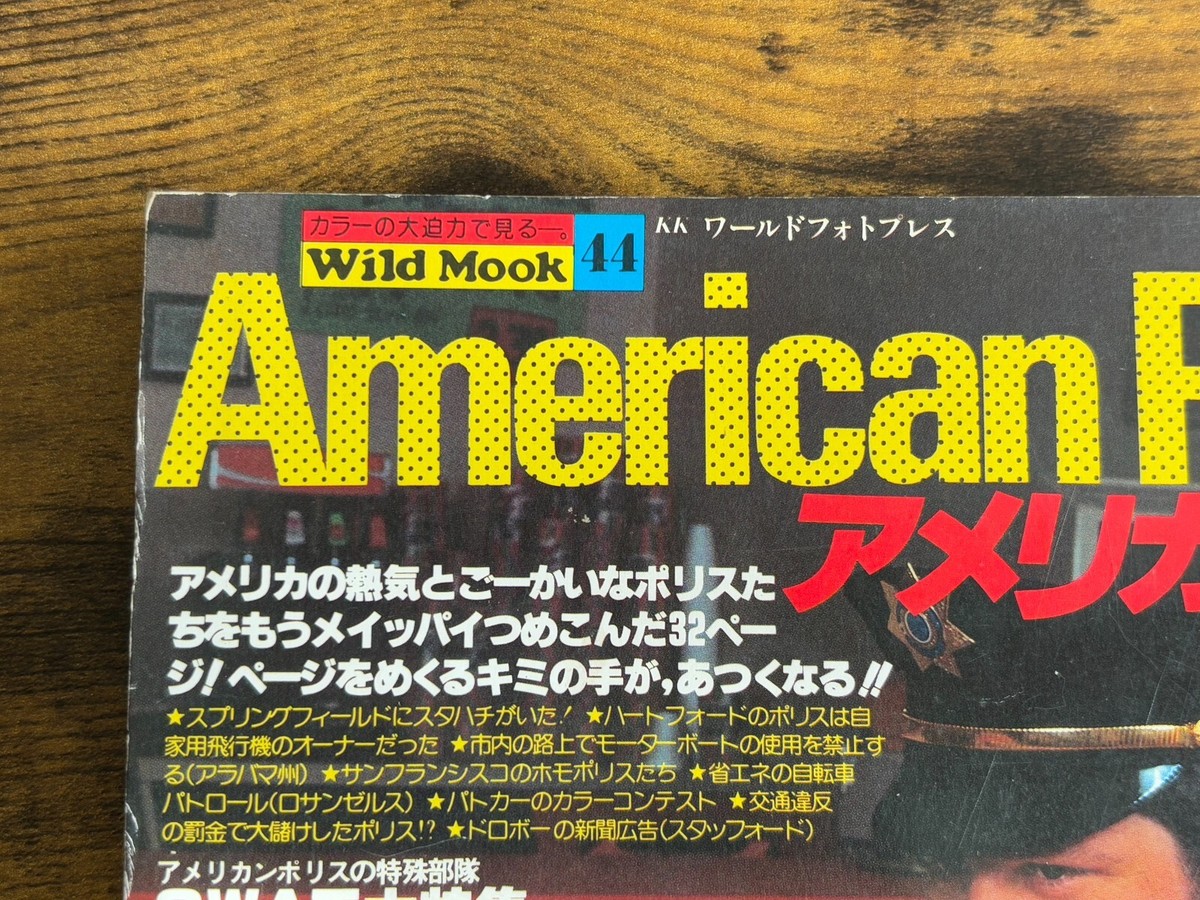 カラーの大迫力で見る―。
Wild Mook 44
KK ワールドフォトプレス
American P
アメリカ
アメリカの熱気とごーかいなポリスた
ちをもうメイッパイつめこんだ32ペー
ジ!ページをめくるキミの手が,あつくなる!!
★スプリングフィールドにスタハチがいた! ★ハートフォードのポリスは自
家用飛行機のオーナーだった ★市内の路上でモーターボートの使用を禁止す
る(アラバマ州) ★サンフランシスコのホモポリスたち ★省エネの自転車
パトロール(ロサンゼルス) ★パトカーのカラーコンテスト ★交通違反
の罰金で大儲けしたポリス!? ★ドロボーの新聞広告(スタッフォード)
アメリカンポリスの特殊部隊
SWAT大特集